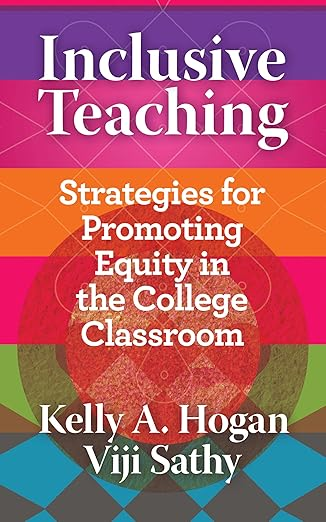 Inclusive
Teaching
Strategies for
Promoting
Equity in
the College
Classroom
Kelly A. Hogan
Viji Sathy